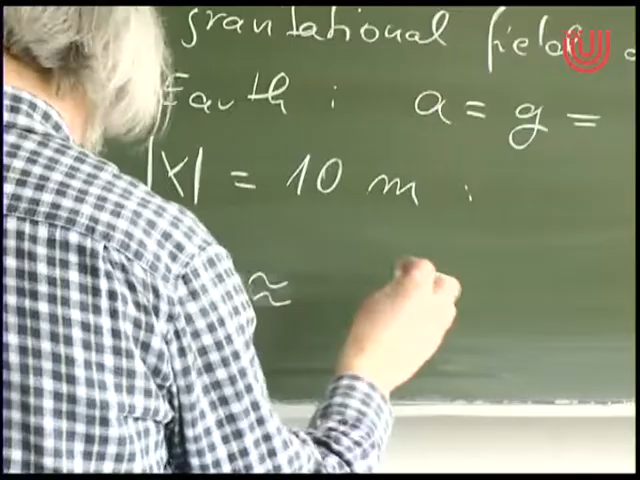 gravitational field
Earth : a = g =
|X| = 10 m :
≈